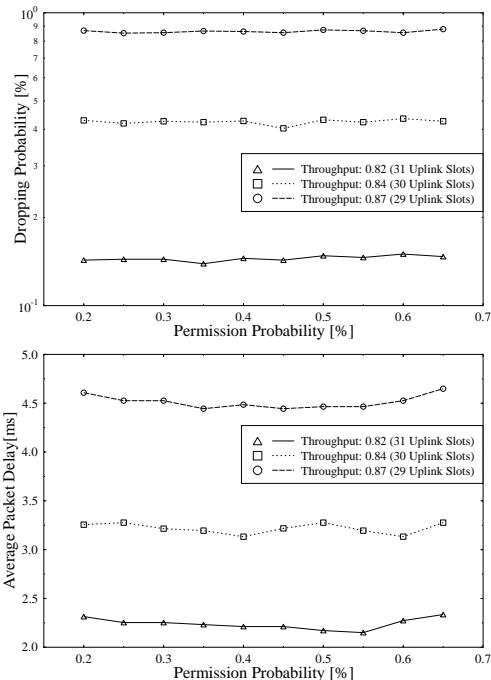 10⁰
9
8
7
6
5
4
3
2
10⁻¹
Dropping Probability [%]
Throughput: 0.82 (31 Uplink Slots)
Throughput: 0.84 (30 Uplink Slots)
Throughput: 0.87 (29 Uplink Slots)
0.2 0.3 0.4 0.5 0.6 0.7
Permission Probability [%]
5.0
4.5
4.0
3.5
3.0
2.5
2.0
Average Packet Delay[ms]
Throughput: 0.82 (31 Uplink Slots)
Throughput: 0.84 (30 Uplink Slots)
Throughput: 0.87 (29 Uplink Slots)
0.2 0.3 0.4 0.5 0.6 0.7
Permission Probability [%]